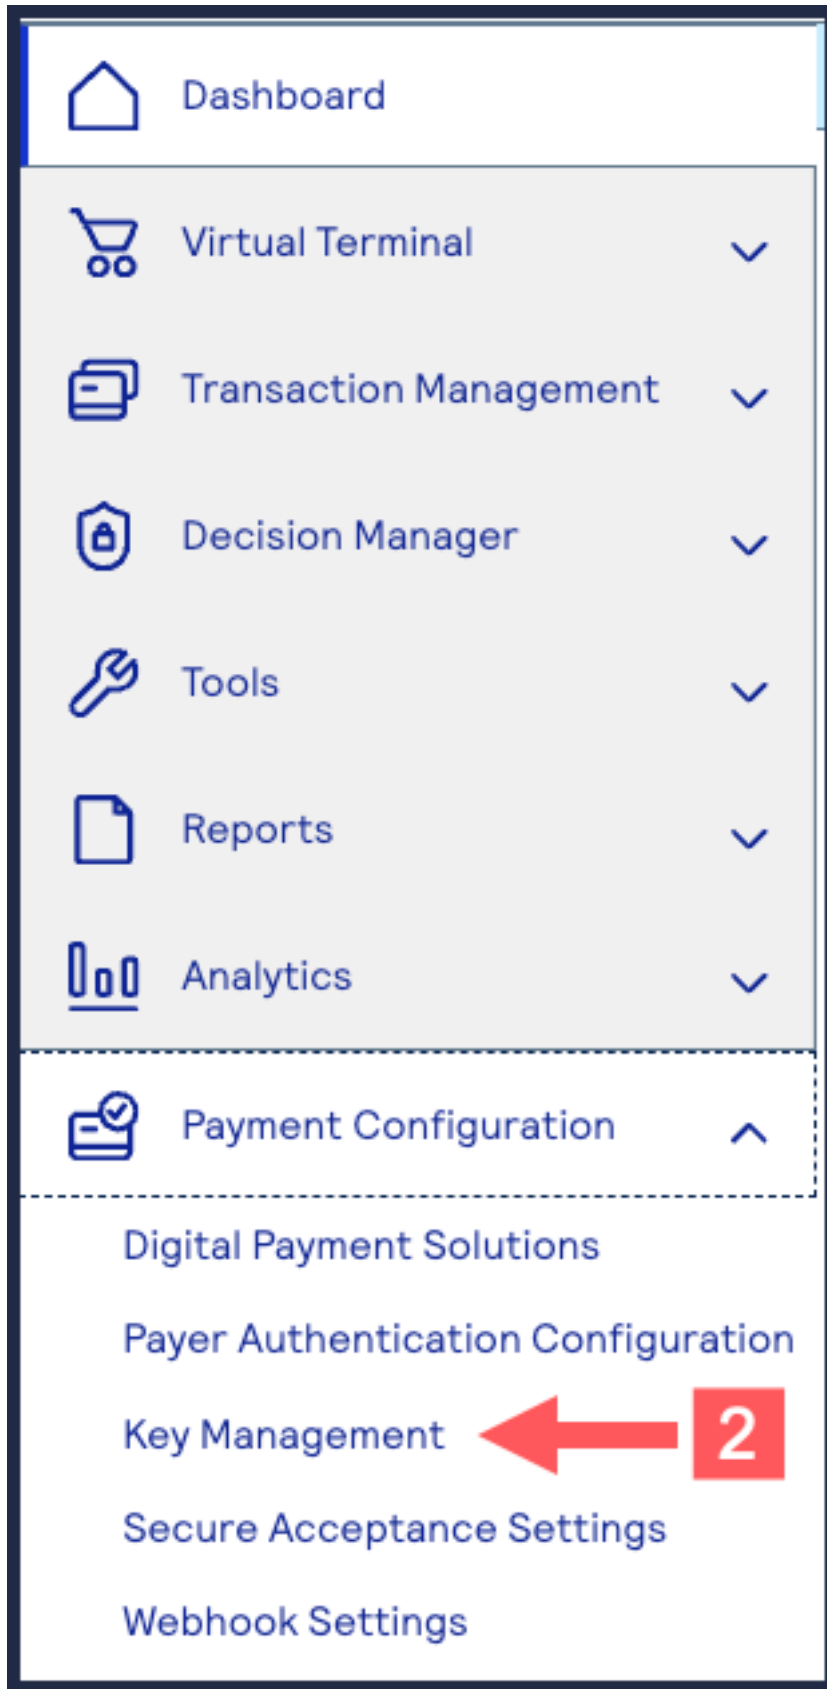 Dashboard
Virtual Terminal
Transaction Management
Decision Manager
Tools
Reports
Analytics
Payment Configuration
Digital Payment Solutions
Payer Authentication Configuration
Key Management 2
Secure Acceptance Settings
Webhook Settings